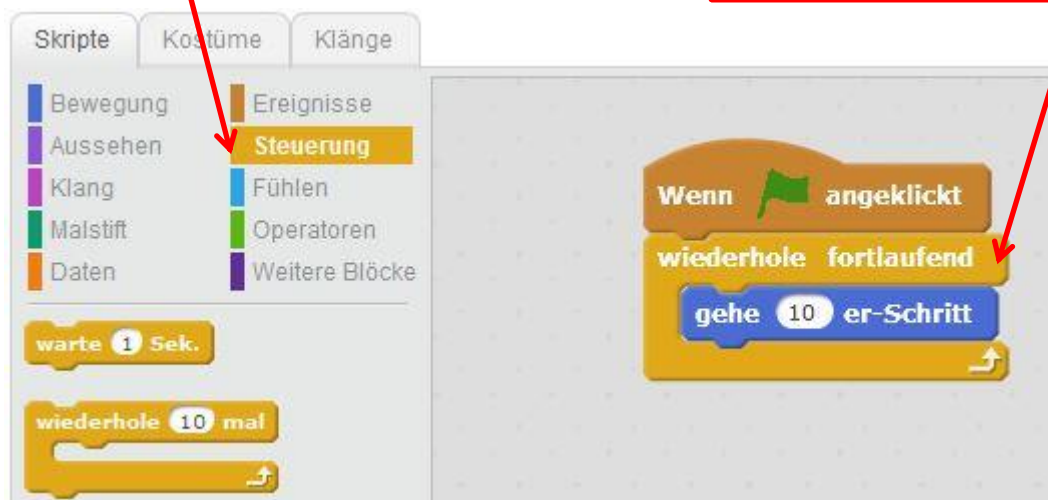 Skripte Kostüme Klänge
Bewegung Ereignisse
Aussehen Steuerung
Klang Fühlen
Malstift Operatoren
Daten Weitere Blöcke
warte 1 Sek.
wiederhole 10 mal
Wenn angeklickt
wiederhole fortlaufend
gehe 10 er-Schritt